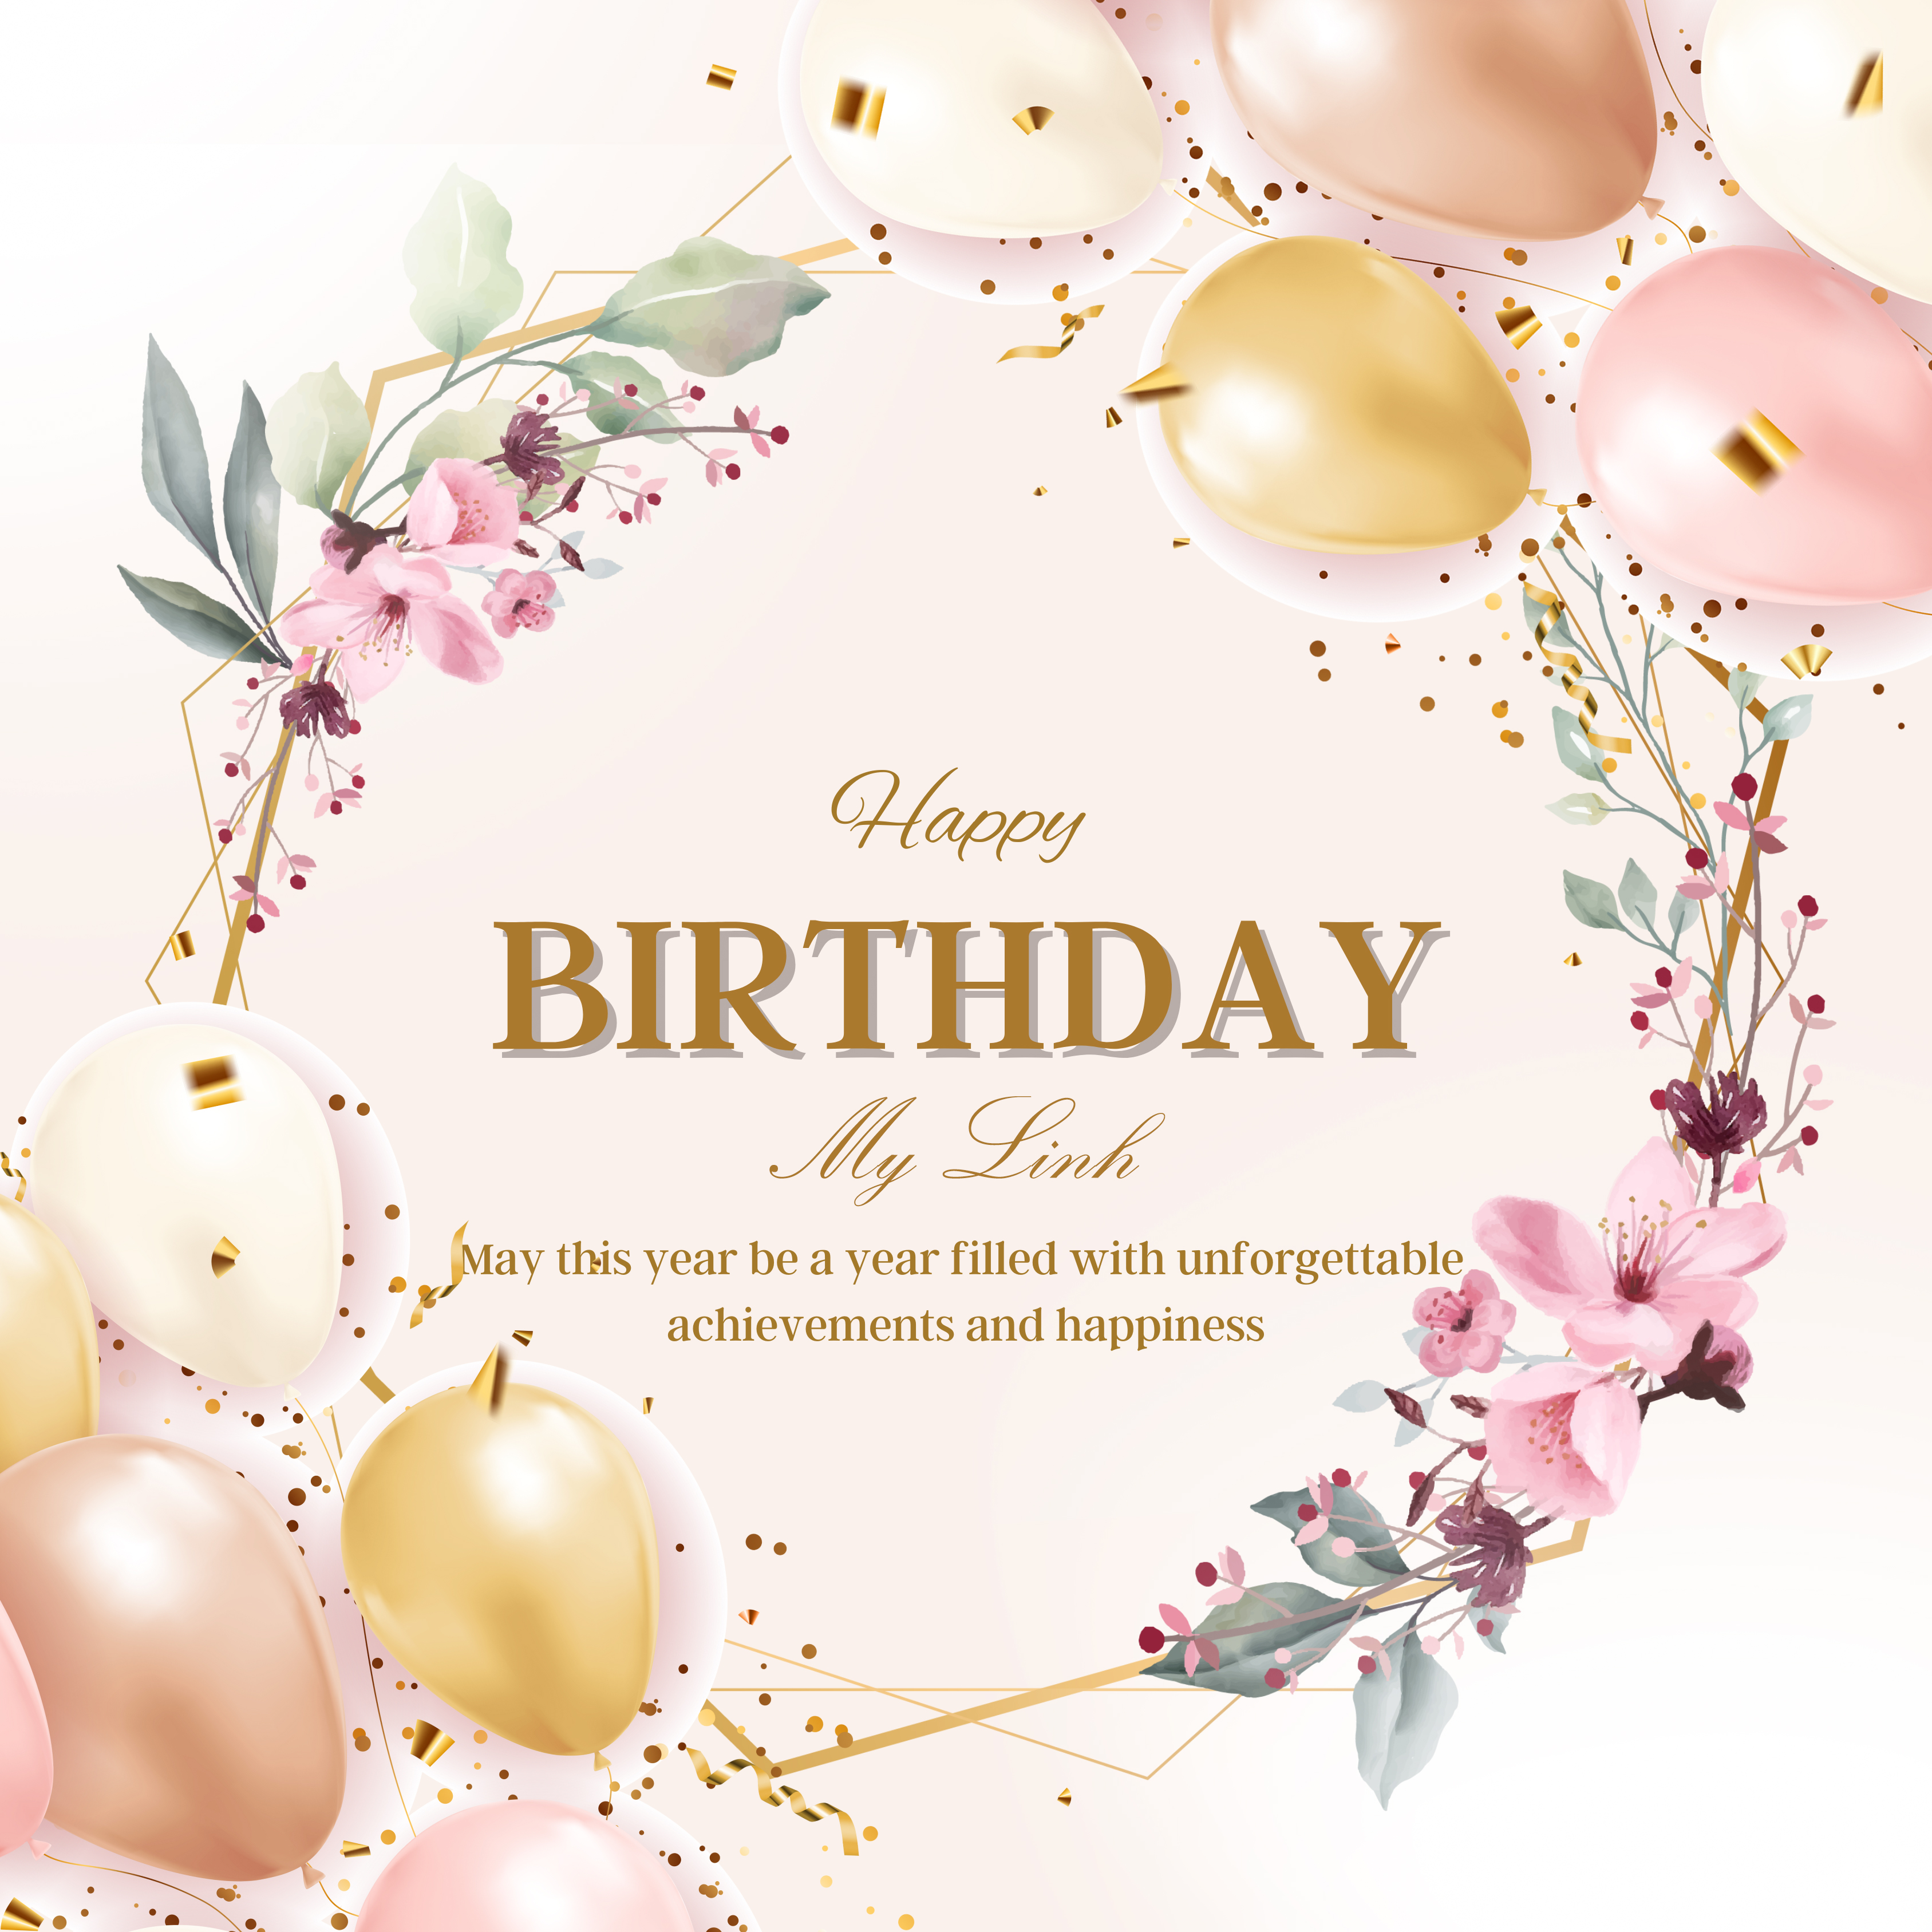 Happy
BIRTHDAY
My Linh
May this year be a year filled with unforgettable
achievements and happiness